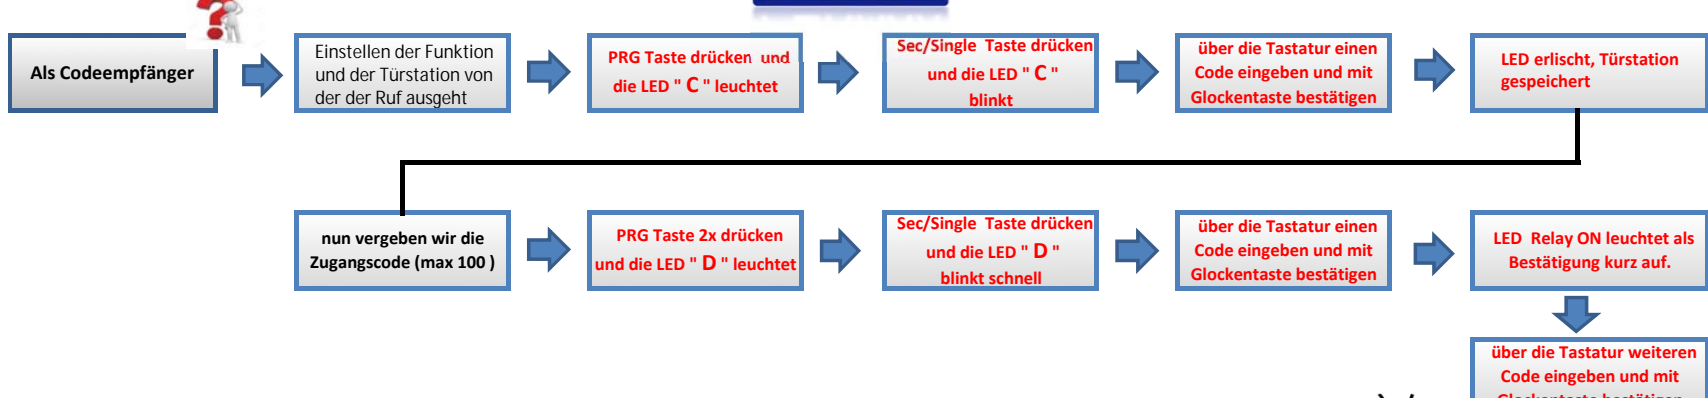 Als Codeempfänger
Einstellen der Funktion
und der Türstation von
der der Ruf ausgeht
PRG Taste drücken und
die LED " C " leuchtet
Sec/Single Taste drücken
und die LED " C "
blinkt
über die Tastatur einen
Code eingeben und mit
Glockentaste bestätigen
LED erlischt, Türstation
gespeichert
nun vergeben wir die
Zugangscode (max 100 )
PRG Taste 2x drücken
und die LED " D " leuchtet
Sec/Single Taste drücken
und die LED " D "
blinkt schnell
über die Tastatur einen
Code eingeben und mit
Glockentaste bestätigen
LED Relay ON leuchtet als
Bestätigung kurz auf.
über die Tastatur weiteren
Code eingeben und mit
Glockentaste bestätigen